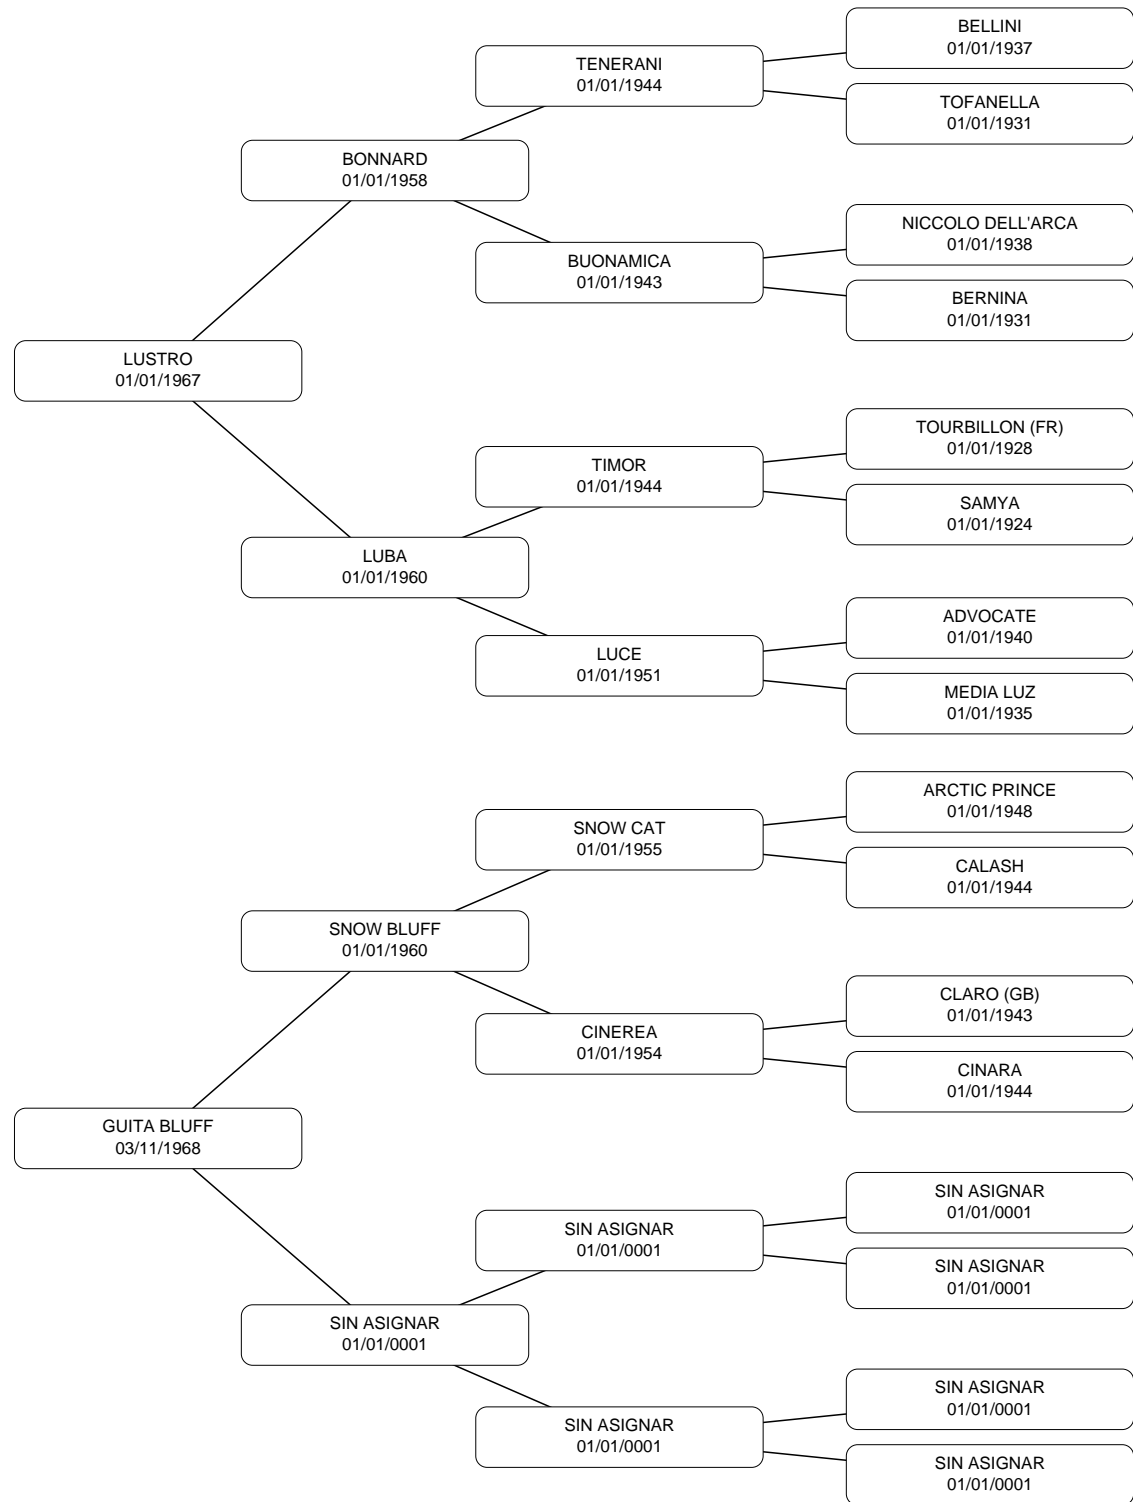 BELLINI
01/01/1937
TENERANI
01/01/1944
TOFANELLA
01/01/1931
BONNARD
01/01/1958
NICCOLO DELL'ARCA
01/01/1938
BUONAMICA
01/01/1943
BERNINA
01/01/1931
LUSTRO
01/01/1967
TOURBILLON (FR)
01/01/1928
TIMOR
01/01/1944
SAMYA
01/01/1924
LUBA
01/01/1960
ADVOCATE
01/01/1940
LUCE
01/01/1951
MEDIA LUZ
01/01/1935
ARCTIC PRINCE
01/01/1948
SNOW CAT
01/01/1955
CALASH
01/01/1944
SNOW BLUFF
01/01/1960
CLARO (GB)
01/01/1943
CINEREA
01/01/1954
CINARA
01/01/1944
GUITA BLUFF
03/11/1968
SIN ASIGNAR
01/01/0001
SIN ASIGNAR
01/01/0001
SIN ASIGNAR
01/01/0001
SIN ASIGNAR
01/01/0001
SIN ASIGNAR
01/01/0001
SIN ASIGNAR
01/01/0001
SIN ASIGNAR
01/01/0001